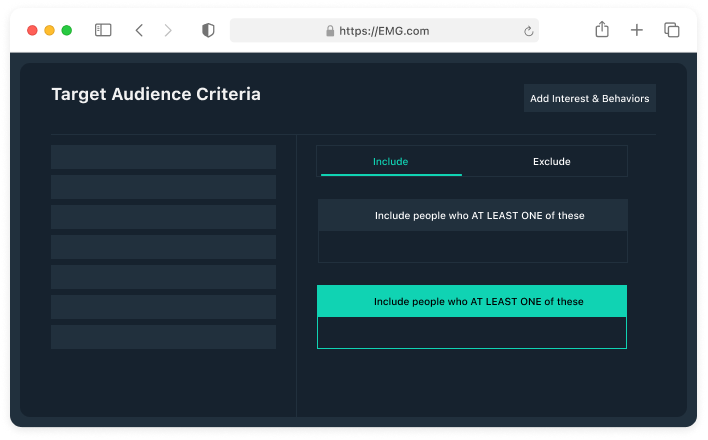 https://EMG.com
Target Audience Criteria
Add Interest & Behaviors
Include
Exclude
Include people who AT LEAST ONE of these
Include people who AT LEAST ONE of these